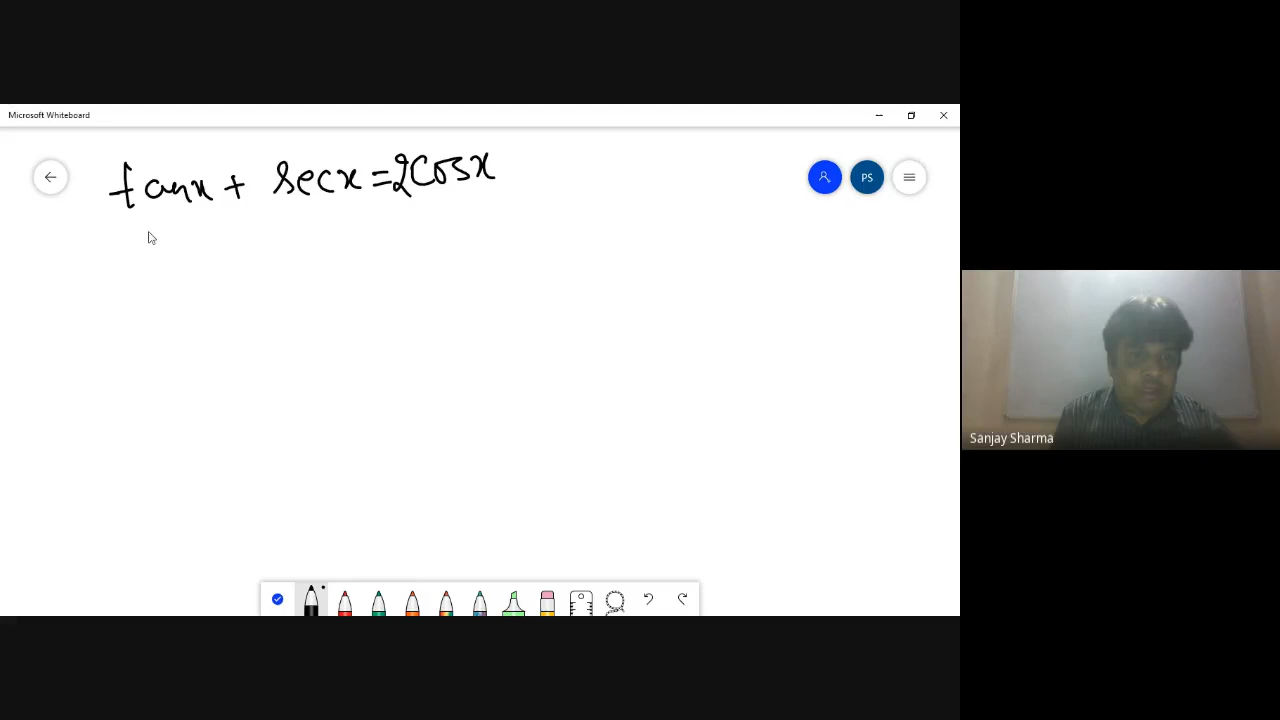 Microsoft Whiteboard
tanx + secx = 2cosx
PS
Sanjay Sharma